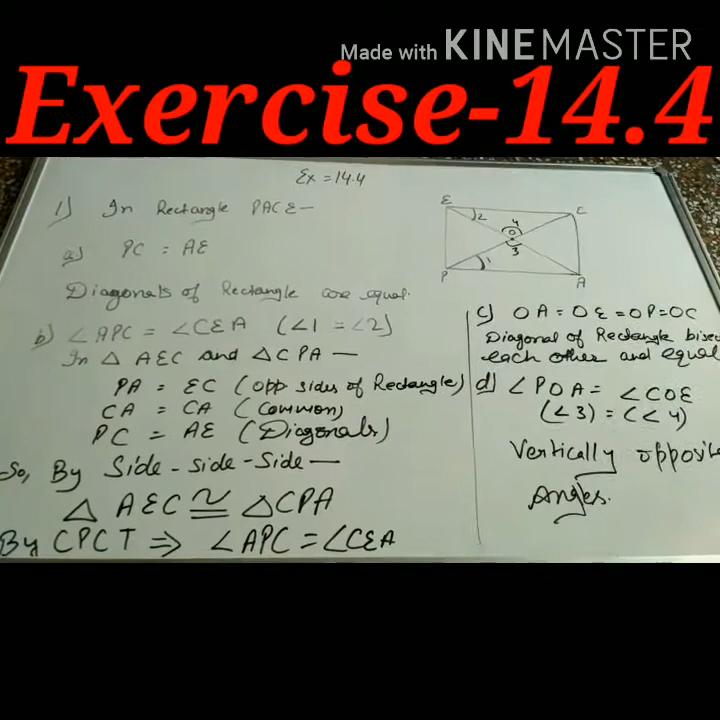 Made with KINEMASTER
Exercise-14.4
Ex = 14.4
1) In Rectangle PACE—
a) PC = AE
Diagonals of Rectangle are equal.
b) ∠APC = ∠CEA (∠1 = ∠2)
In △ AEC and △CPA —
PA = EC (opp sides of Rectangle)
CA = CA (Common)
PC = AE (Diagonals)
So, By Side-side-Side—
△ AEC ≅ △CPA
By CPCT ⇒ ∠APC = ∠CEA
E
C
2
4
O
3
1
P
A
c) OA = OE = OP = OC
Diagonal of Rectangle bisec
each other and equal
d) ∠POA = ∠COE
(∠3) = (∠4)
Vertically opposite
Angles.